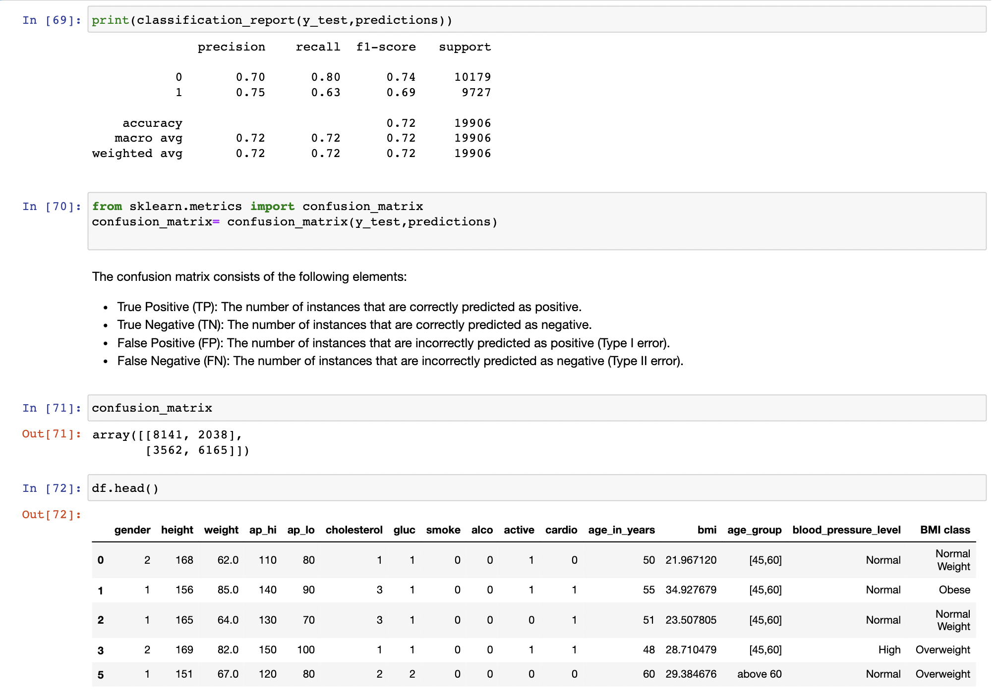 In [69]: print(classification_report(y_test,predictions))
precision recall f1-score support
0 0.70 0.80 0.74 10179
1 0.75 0.63 0.69 9727
accuracy 0.72 19906
macro avg 0.72 0.72 0.72 19906
weighted avg 0.72 0.72 0.72 19906
In [70]: from sklearn.metrics import confusion_matrix
confusion_matrix= confusion_matrix(y_test,predictions)
The confusion matrix consists of the following elements:
• True Positive (TP): The number of instances that are correctly predicted as positive.
• True Negative (TN): The number of instances that are correctly predicted as negative.
• False Positive (FP): The number of instances that are incorrectly predicted as positive (Type I error).
• False Negative (FN): The number of instances that are incorrectly predicted as negative (Type II error).
In [71]: confusion_matrix
Out[71]: array([[8141, 2038],
[3562, 6165]])
In [72]: df.head()
Out[72]:
gender height weight ap_hi ap_lo cholesterol gluc smoke alco active cardio age_in_years bmi age_group blood_pressure_level BMI class
0 2 168 62.0 110 80 1 1 0 0 1 0 50 21.967120 [45,60] Normal Normal
Weight
1 1 156 85.0 140 90 3 1 0 0 1 1 55 34.927679 [45,60] Normal Obese
2 1 165 64.0 130 70 3 1 0 0 0 1 51 23.507805 [45,60] Normal Normal
Weight
3 2 169 82.0 150 100 1 1 0 0 1 1 48 28.710479 [45,60] High Overweight
5 1 151 67.0 120 80 2 2 0 0 0 0 60 29.384676 above 60 Normal Overweight